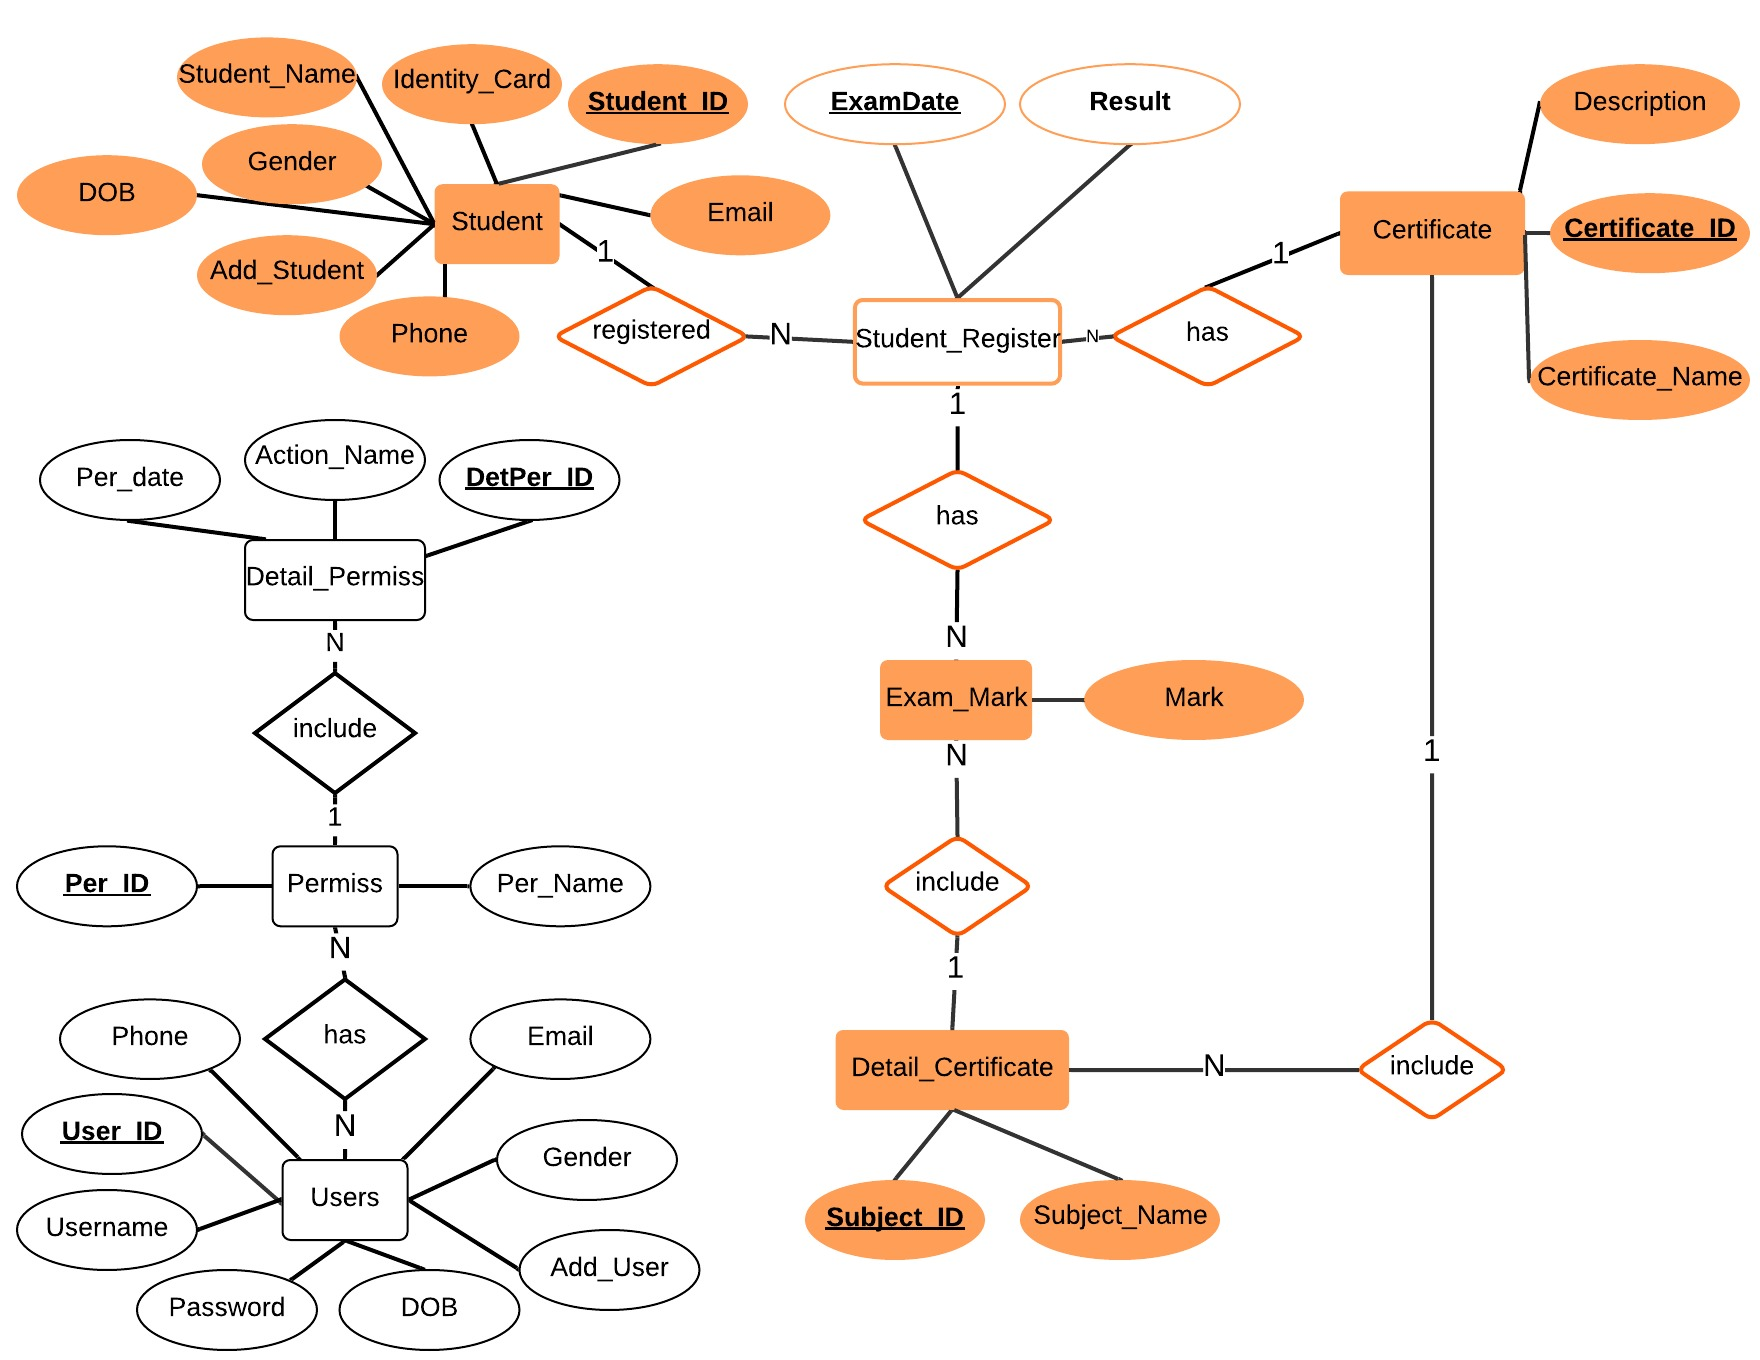 Student_Name
Identity_Card
Student_ID
ExamDate
Result
Description
Gender
DOB
Student
Email
Certificate
Certificate_ID
1
1
Add_Student
Phone
registered
N
Student_Register
N
has
Certificate_Name
1
Per_date
Action_Name
DetPer_ID
has
Detail_Permiss
N
N
Exam_Mark
Mark
include
N
1
1
Per_ID
Permiss
Per_Name
include
N
1
Phone
has
Email
Detail_Certificate
N
include
N
User_ID
Gender
Users
Username
Subject_ID
Subject_Name
Add_User
Password
DOB